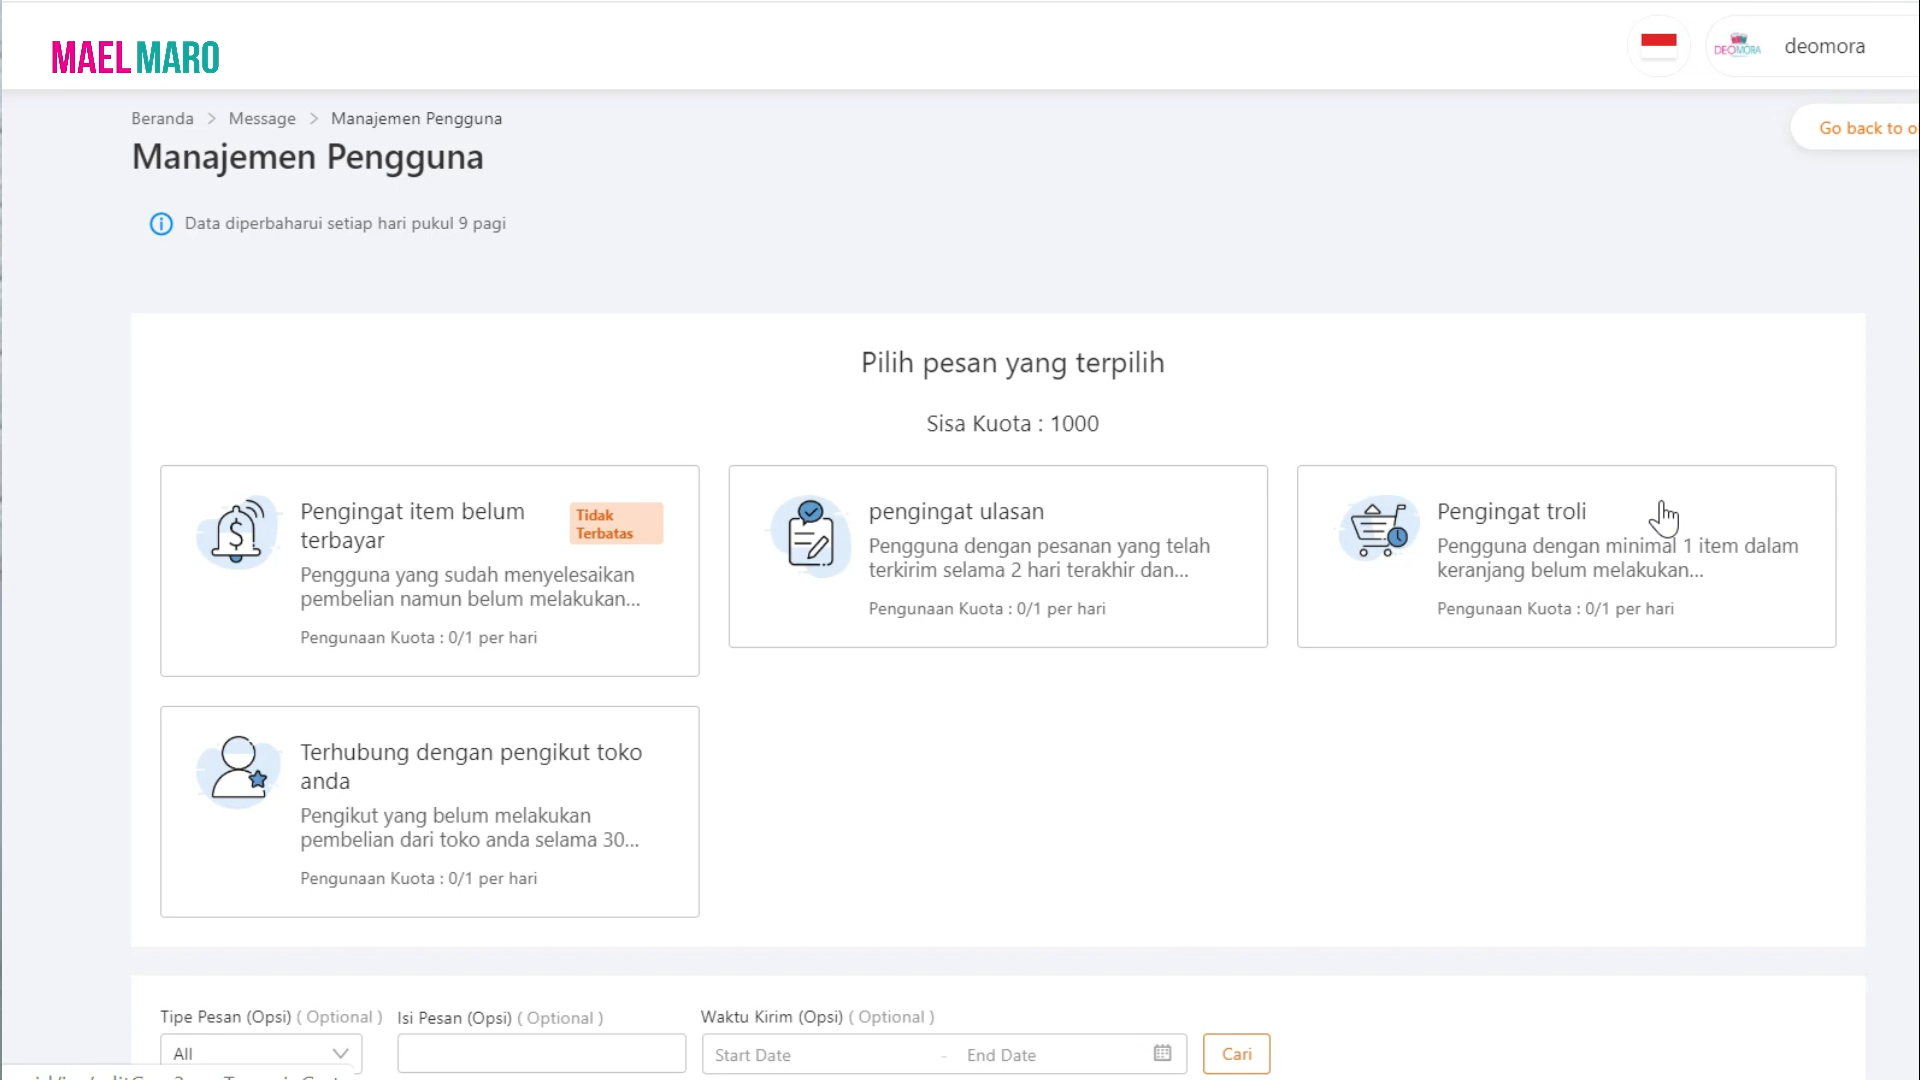 MAEL MARO
DEOMORA
deomora
Beranda > Message > Manajemen Pengguna
Go back to o
Manajemen Pengguna
Data diperbaharui setiap hari pukul 9 pagi
Pilih pesan yang terpilih
Sisa Kuota : 1000
Pengingat item belum
terbayar
Tidak
Terbatas
Pengguna yang sudah menyelesaikan
pembelian namun belum melakukan...
Pengunaan Kuota : 0/1 per hari
pengingat ulasan
Pengguna dengan pesanan yang telah
terkirim selama 2 hari terakhir dan...
Pengunaan Kuota : 0/1 per hari
Pengingat troli
Pengguna dengan minimal 1 item dalam
keranjang belum melakukan...
Pengunaan Kuota : 0/1 per hari
Terhubung dengan pengikut toko
anda
Pengikut yang belum melakukan
pembelian dari toko anda selama 30...
Pengunaan Kuota : 0/1 per hari
Tipe Pesan (Opsi) ( Optional )
All
Isi Pesan (Opsi) ( Optional )
Waktu Kirim (Opsi) ( Optional )
Start Date - End Date
Cari